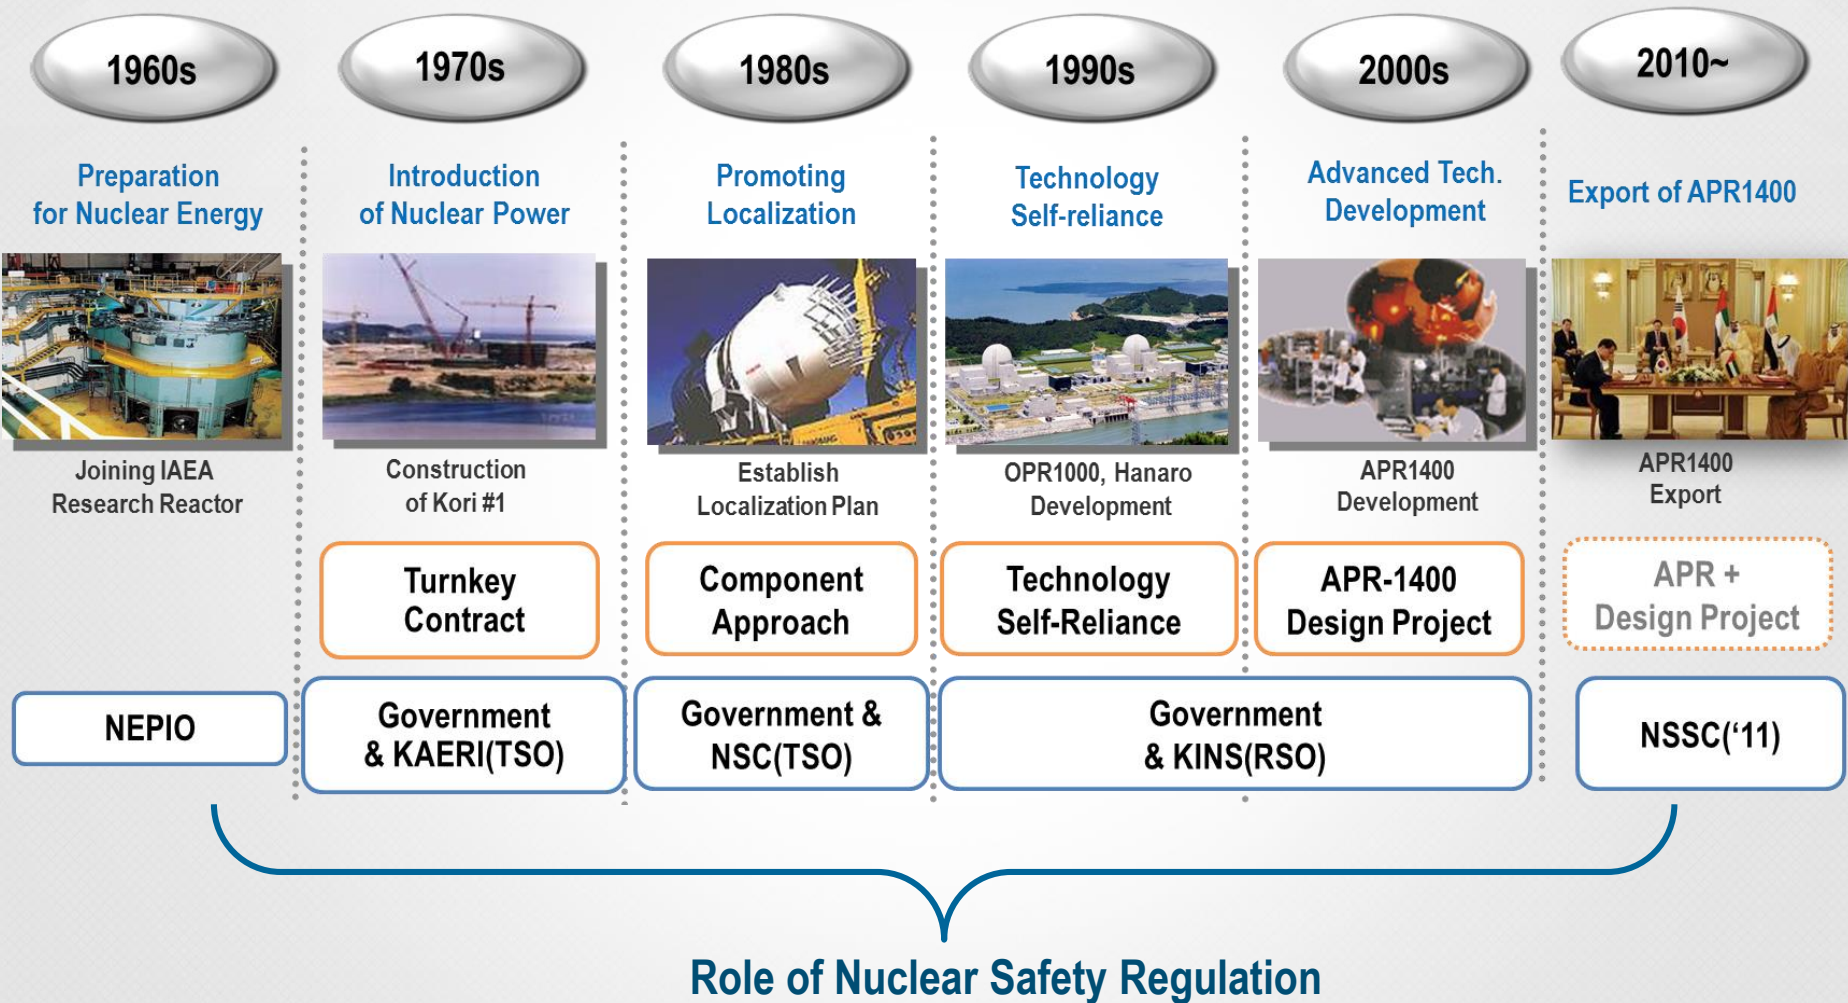 1960s
1970s
1980s
1990s
2000s
2010~
Preparation
for Nuclear Energy
Introduction
of Nuclear Power
Promoting
Localization
Technology
Self-reliance
Advanced Tech.
Development
Export of APR1400
Joining IAEA
Research Reactor
Construction
of Kori #1
Establish
Localization Plan
OPR1000, Hanaro
Development
APR1400
Development
APR1400
Export
Turnkey
Contract
Component
Approach
Technology
Self-Reliance
APR-1400
Design Project
APR +
Design Project
NEPIO
Government
& KAERI(TSO)
Government &
NSC(TSO)
Government
& KINS(RSO)
NSSC(‘11)
Role of Nuclear Safety Regulation